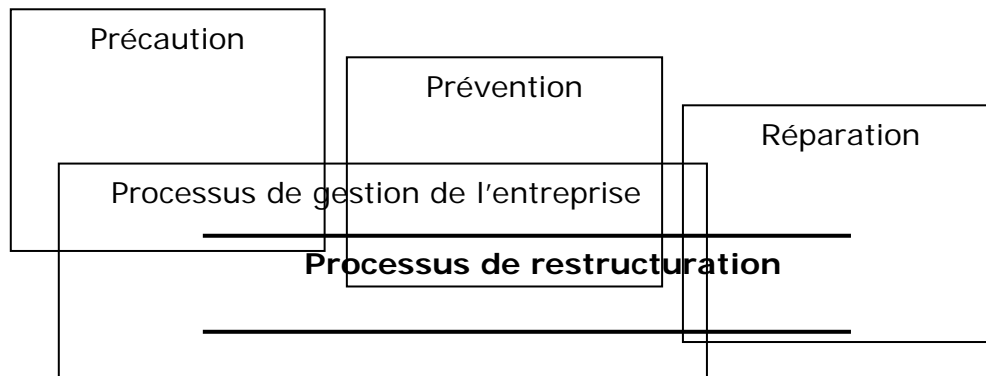 Précaution
Prévention
Réparation
Processus de gestion de l'entreprise
Processus de restructuration